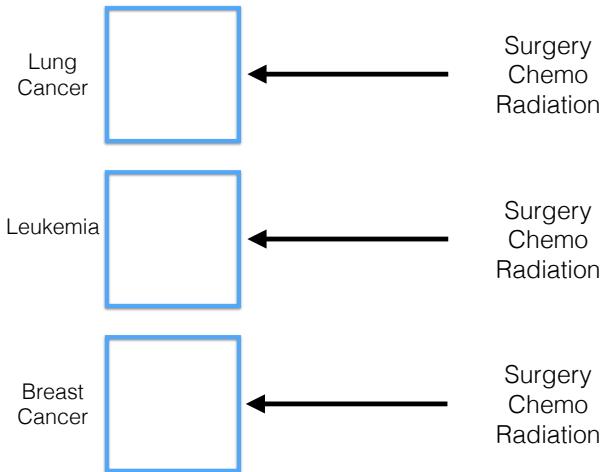 Lung
Cancer
Surgery
Chemo
Radiation
Leukemia
Surgery
Chemo
Radiation
Breast
Cancer
Surgery
Chemo
Radiation